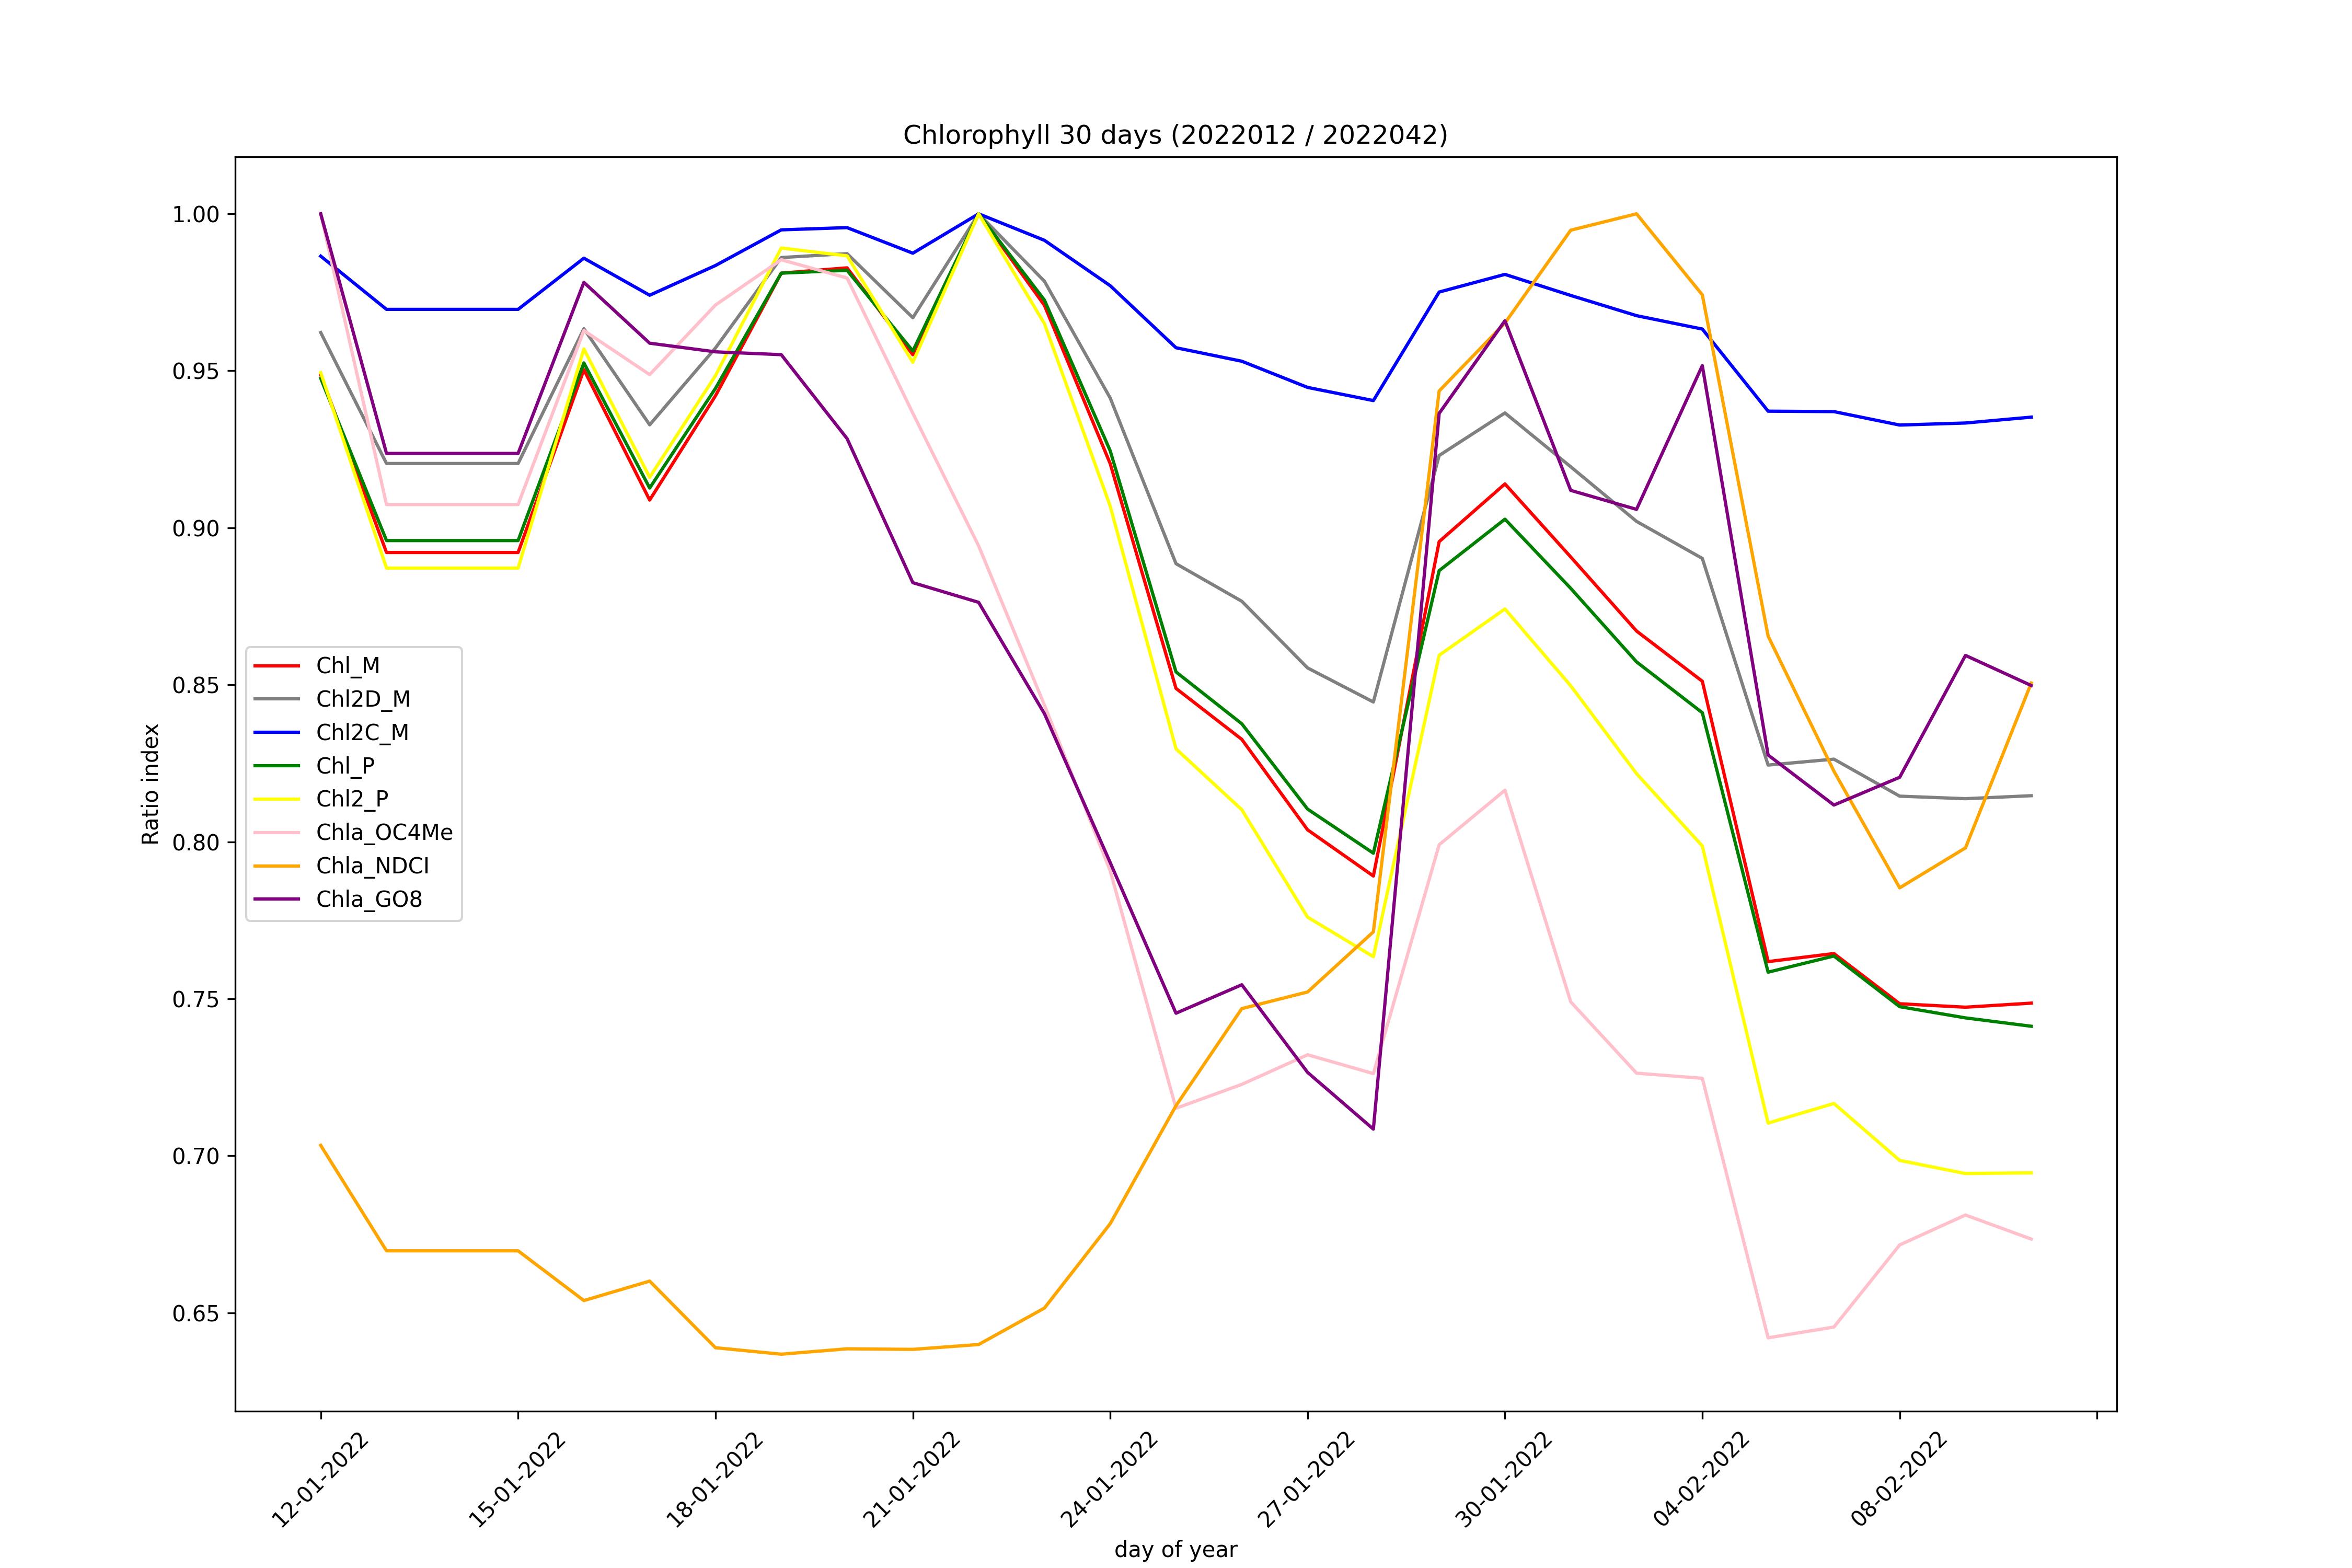 Chlorophyll 30 days (2022012 / 2022042)
1.00
0.95
0.90
0.85
0.80
0.75
0.70
0.65
Ratio index
Chl_M
Chl2D_M
Chl2C_M
Chl_P
Chl2_P
Chla_OC4Me
Chla_NDCI
Chla_GO8
12-01-2022
15-01-2022
18-01-2022
21-01-2022
24-01-2022
27-01-2022
30-01-2022
04-02-2022
08-02-2022
day of year